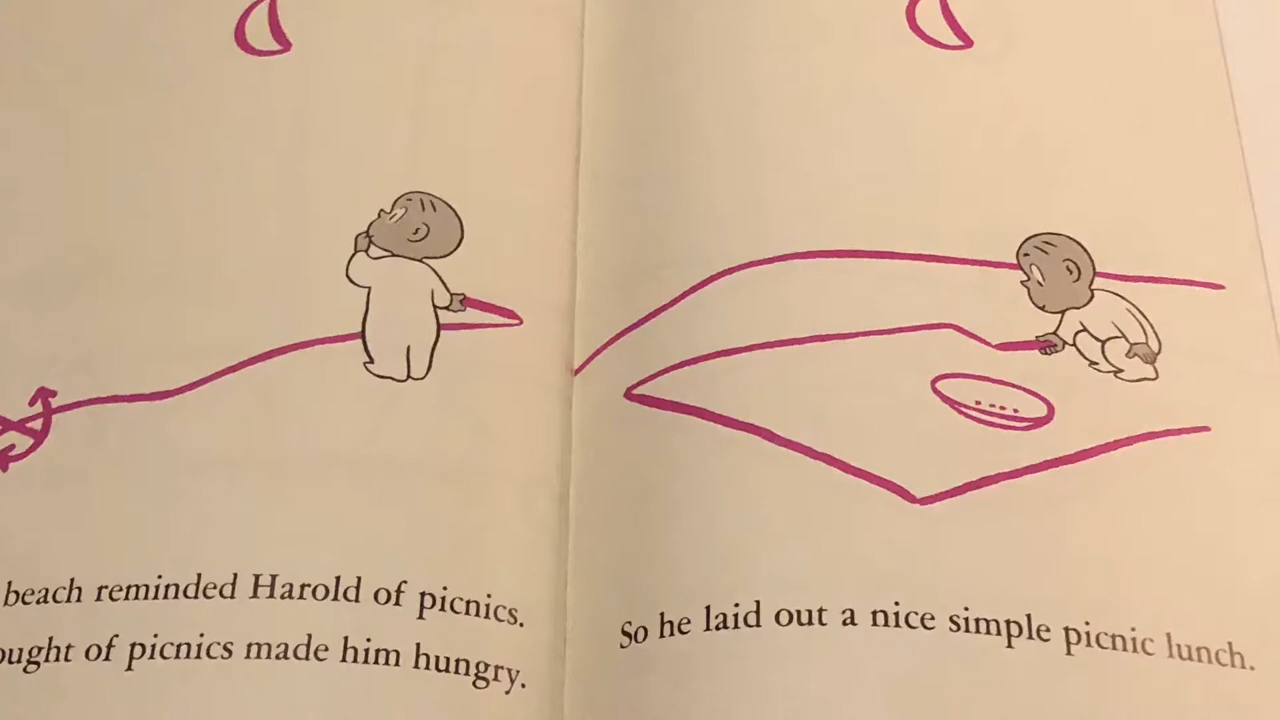 beach reminded Harold of picnics.
ought of picnics made him hungry.
So he laid out a nice simple picnic lunch.